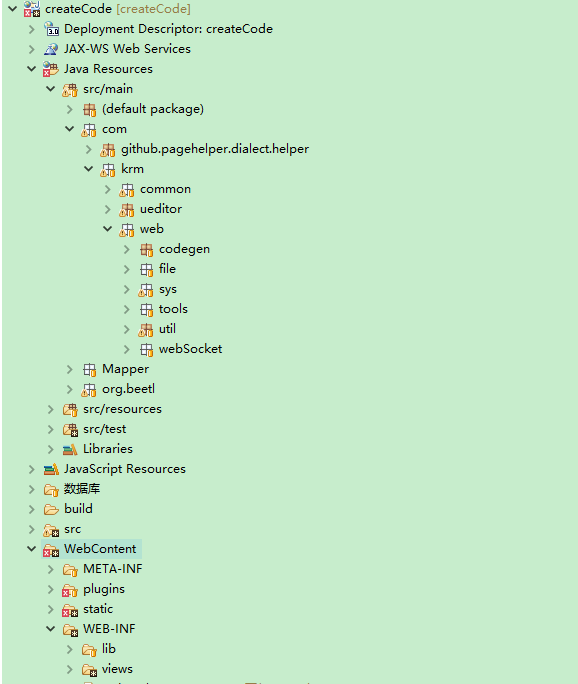 createCode [createCode]
Deployment Descriptor: createCode
JAX-WS Web Services
Java Resources
src/main
(default package)
com
github.pagehelper.dialect.helper
krm
common
ueditor
web
codegen
file
sys
tools
util
webSocket
Mapper
org.beetl
src/resources
src/test
Libraries
JavaScript Resources
数据库
build
src
WebContent
META-INF
plugins
static
WEB-INF
lib
views